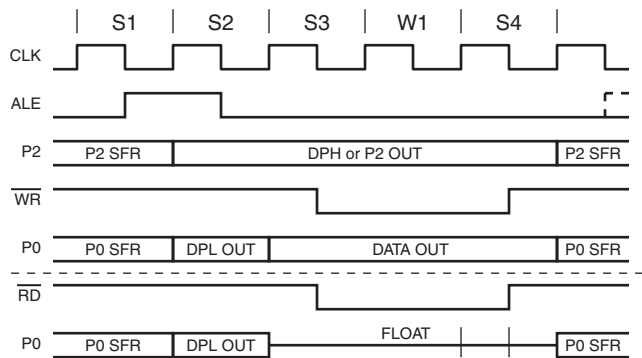 S1 S2 S3 W1 S4
CLK
ALE
P2 P2 SFR DPH or P2 OUT P2 SFR
WR
P0 P0 SFR DPL OUT DATA OUT P0 SFR
RD
FLOAT
P0 P0 SFR DPL OUT P0 SFR